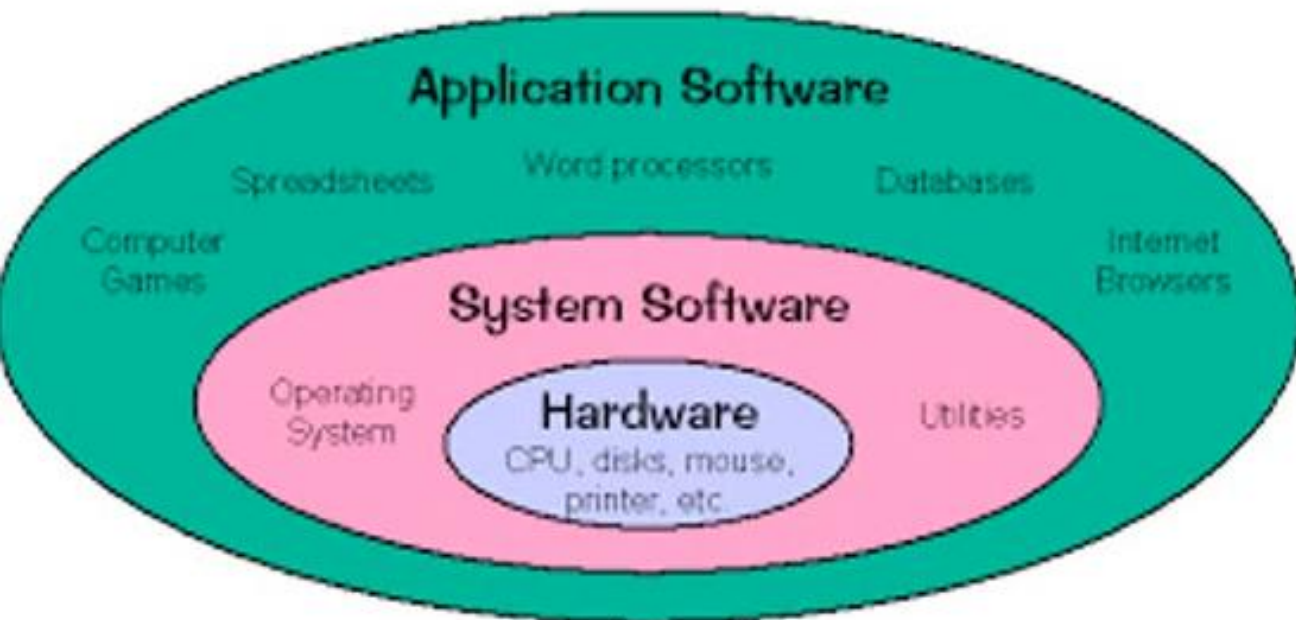 Application Software
Spreadsheets
Word processors
Databases
Computer
Games
Internet
Browsers
System Software
Operating
System
Utilities
Hardware
CPU, disks, mouse,
printer, etc